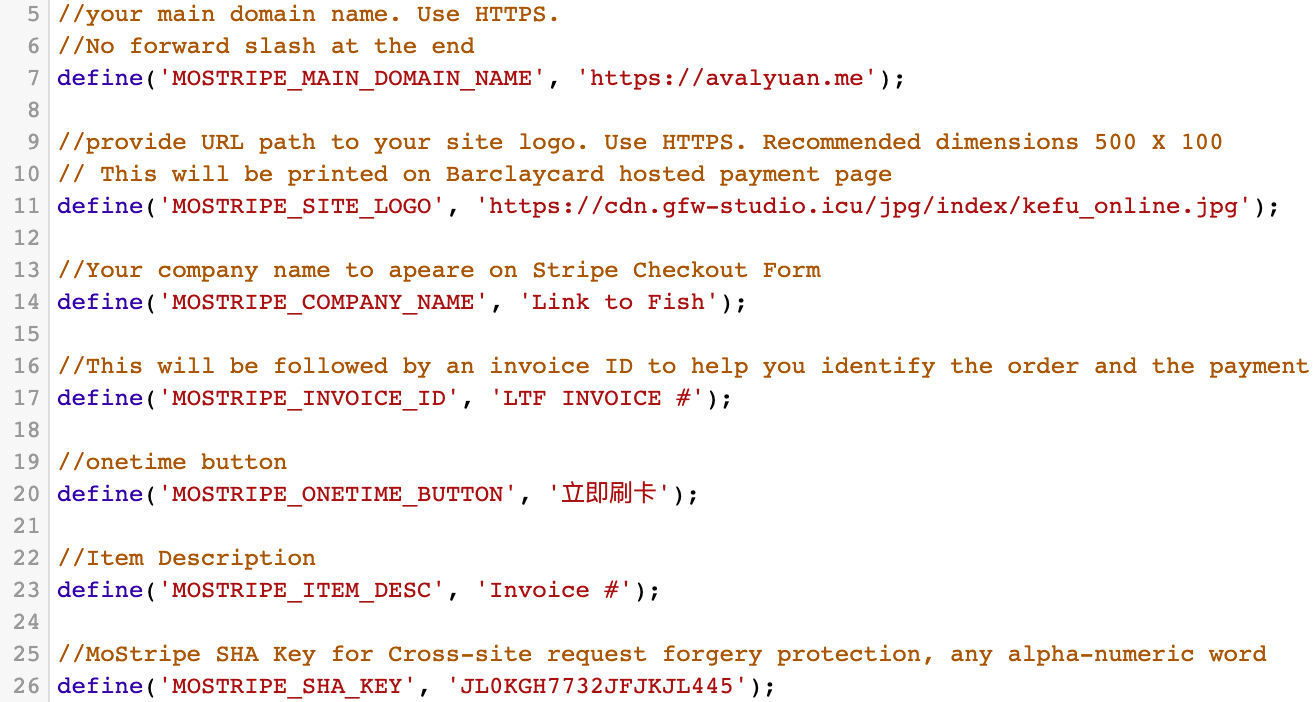 5 //your main domain name. Use HTTPS.
6 //No forward slash at the end
7 define('MOSTRIPE_MAIN_DOMAIN_NAME', 'https://avalyuan.me');
8
9 //provide URL path to your site logo. Use HTTPS. Recommended dimensions 500 X 100
10 // This will be printed on Barclaycard hosted payment page
11 define('MOSTRIPE_SITE_LOGO', 'https://cdn.gfw-studio.icu/jpg/index/kefu_online.jpg');
12
13 //Your company name to apeare on Stripe Checkout Form
14 define('MOSTRIPE_COMPANY_NAME', 'Link to Fish');
15
16 //This will be followed by an invoice ID to help you identify the order and the payment
17 define('MOSTRIPE_INVOICE_ID', 'LTF INVOICE #');
18
19 //onetime button
20 define('MOSTRIPE_ONETIME_BUTTON', '立即刷卡');
21
22 //Item Description
23 define('MOSTRIPE_ITEM_DESC', 'Invoice #');
24
25 //MoStripe SHA Key for Cross-site request forgery protection, any alpha-numeric word
26 define('MOSTRIPE_SHA_KEY', 'JL0KGH7732JFJKJL445');